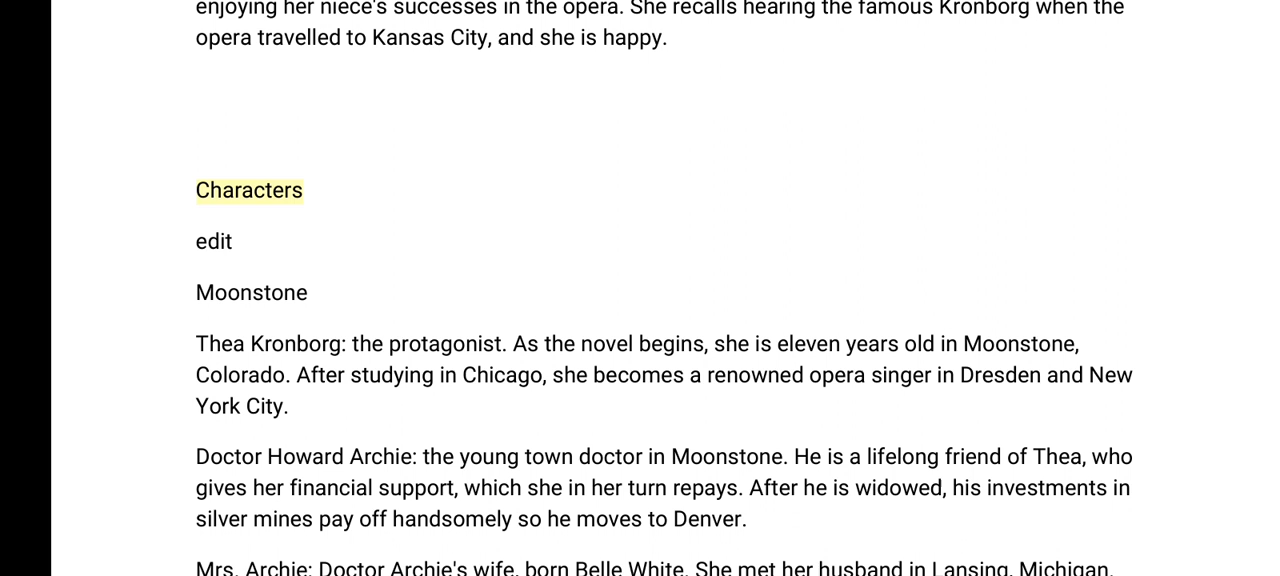 enjoying her niece's successes in the opera. She recalls hearing the famous Kronborg when the
opera travelled to Kansas City, and she is happy.
Characters
edit
Moonstone
Thea Kronborg: the protagonist. As the novel begins, she is eleven years old in Moonstone,
Colorado. After studying in Chicago, she becomes a renowned opera singer in Dresden and New
York City.
Doctor Howard Archie: the young town doctor in Moonstone. He is a lifelong friend of Thea, who
gives her financial support, which she in her turn repays. After he is widowed, his investments in
silver mines pay off handsomely so he moves to Denver.
Mrs. Archie: Doctor Archie's wife, born Belle White. She met her husband in Lansing, Michigan.